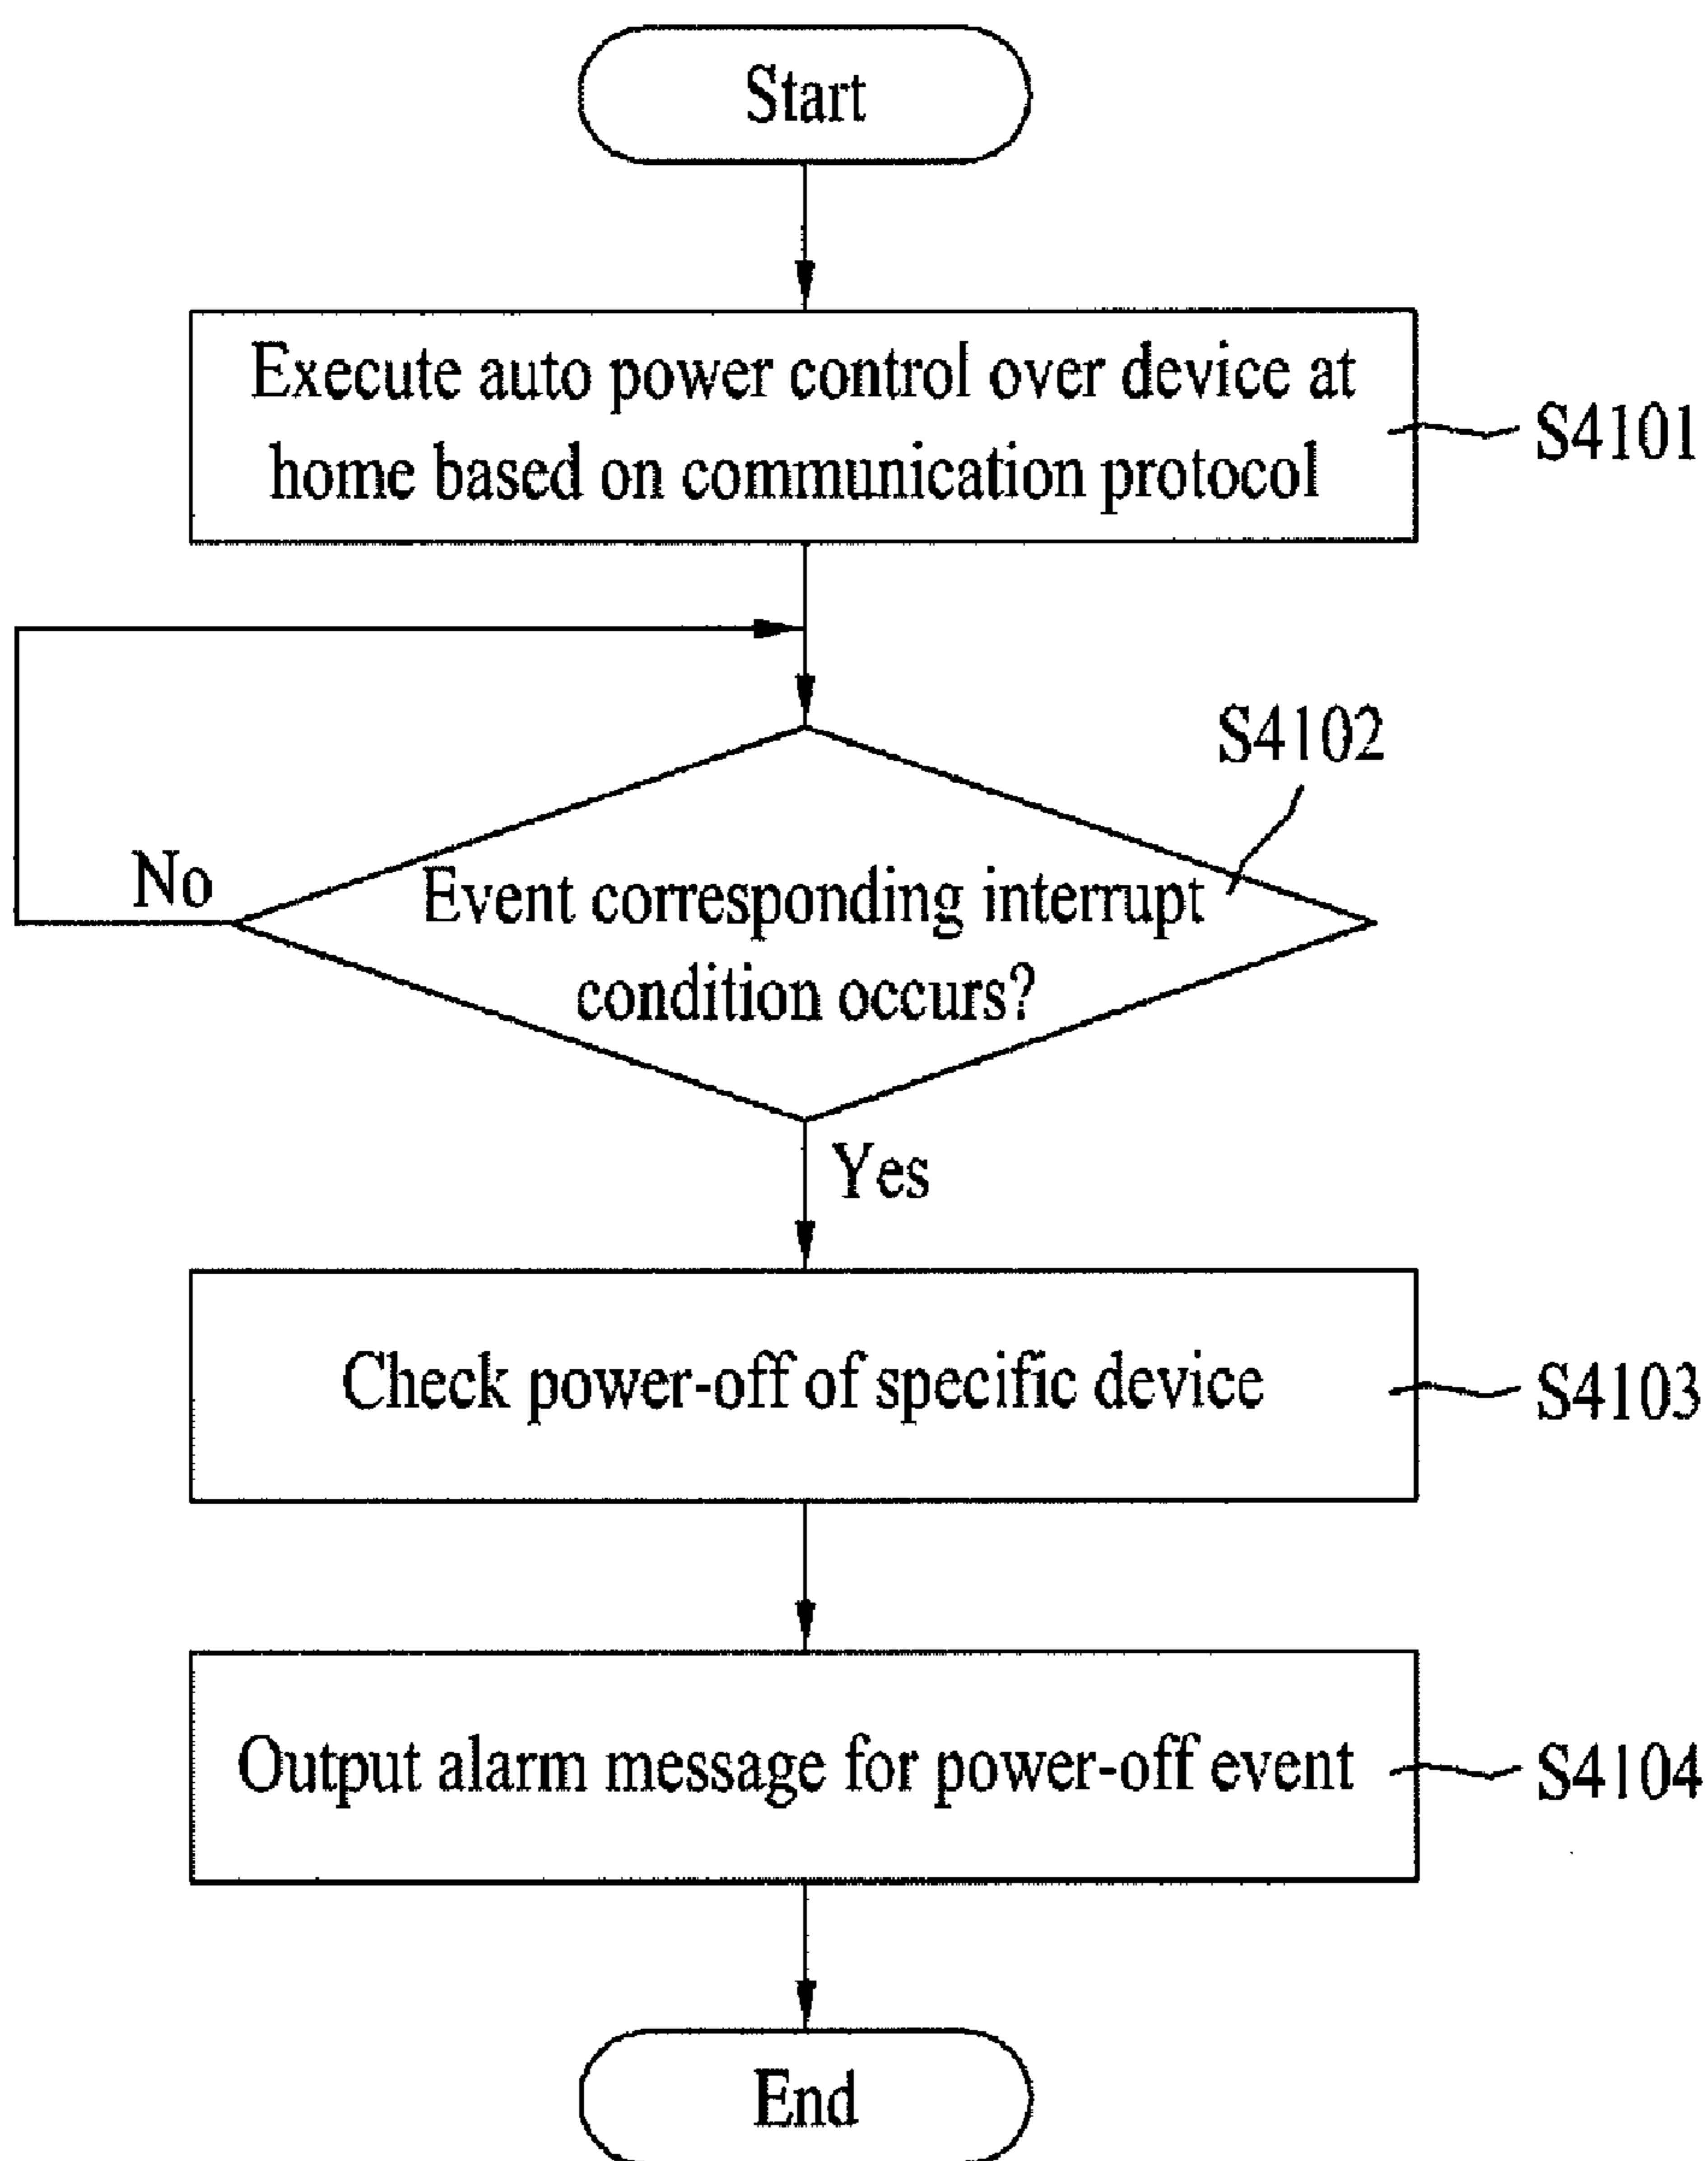 Start
Execute auto power control over device at
home based on communication protocol
S4101
S4102
No
Event corresponding interrupt
condition occurs?
Yes
Check power-off of specific device
S4103
Output alarm message for power-off event
S4104
End